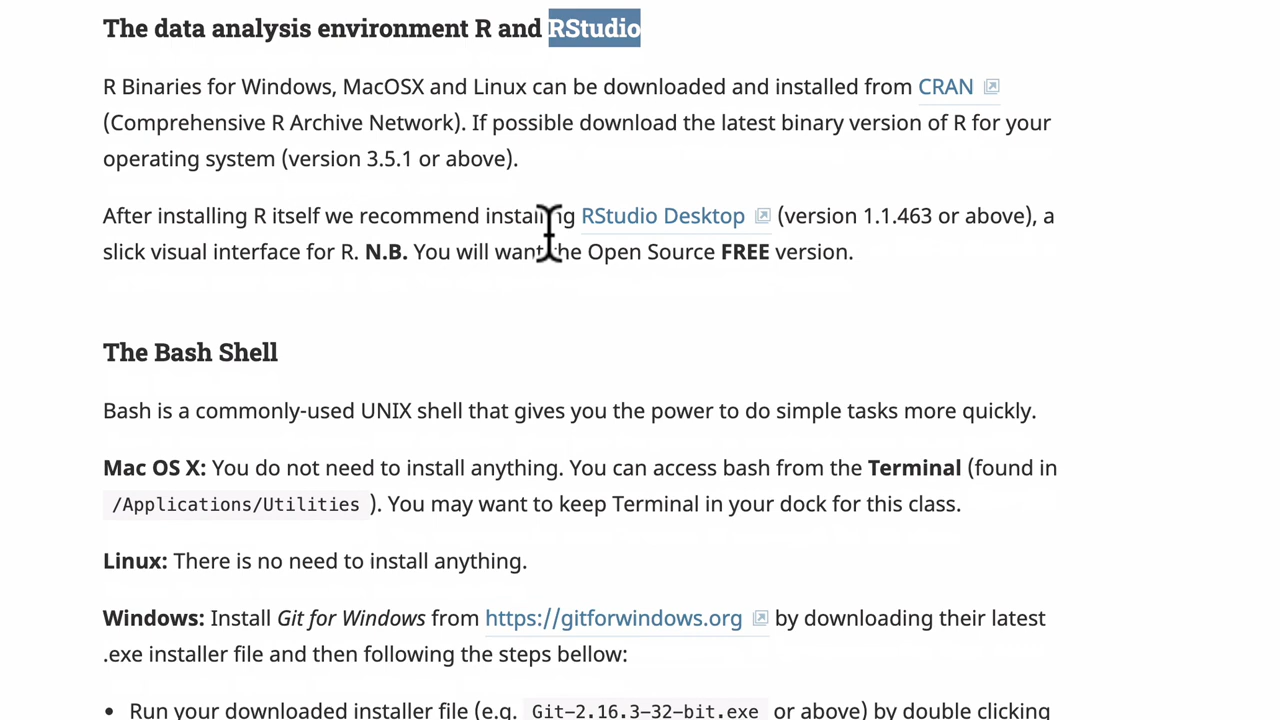 The data analysis environment R and RStudio
R Binaries for Windows, MacOSX and Linux can be downloaded and installed from CRAN
(Comprehensive R Archive Network). If possible download the latest binary version of R for your
operating system (version 3.5.1 or above).
After installing R itself we recommend installing RStudio Desktop (version 1.1.463 or above), a
slick visual interface for R. N.B. You will want the Open Source FREE version.
The Bash Shell
Bash is a commonly-used UNIX shell that gives you the power to do simple tasks more quickly.
Mac OS X: You do not need to install anything. You can access bash from the Terminal (found in
/Applications/Utilities ). You may want to keep Terminal in your dock for this class.
Linux: There is no need to install anything.
Windows: Install Git for Windows from https://gitforwindows.org by downloading their latest
.exe installer file and then following the steps bellow:
• Run your downloaded installer file (e.g. Git-2.16.3-32-bit.exe or above) by double clicking